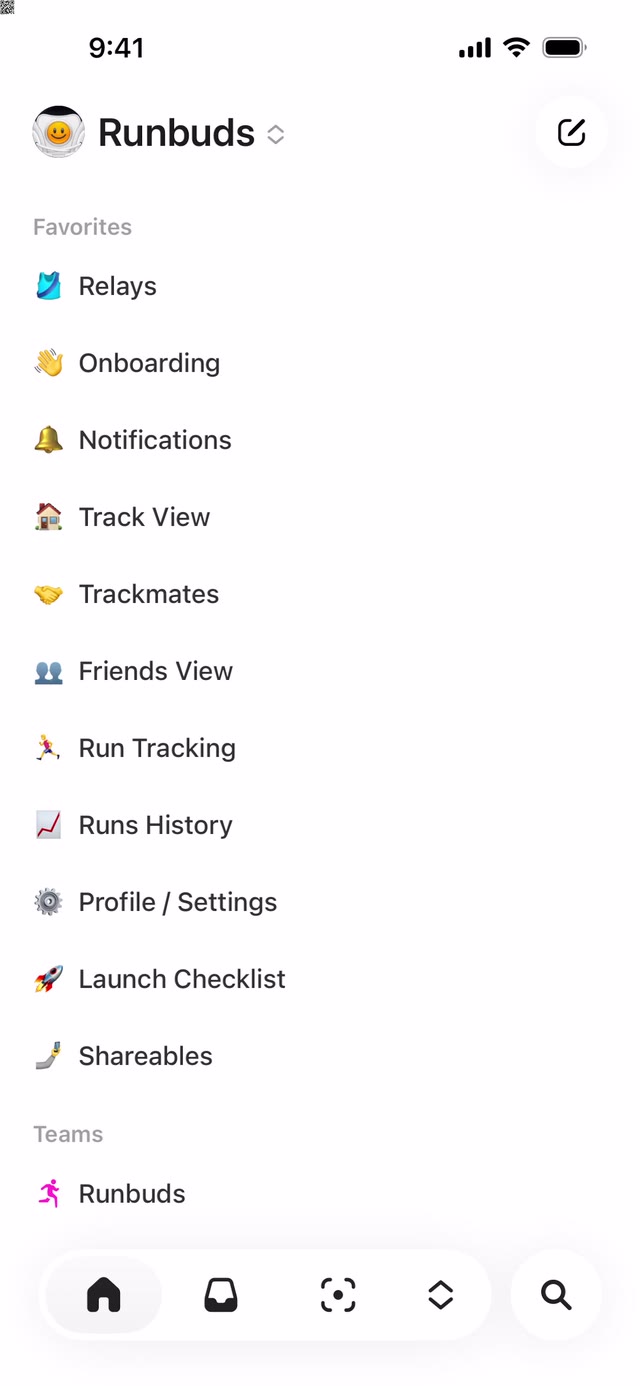 9:41
Runbuds
Favorites
Relays
Onboarding
Notifications
Track View
Trackmates
Friends View
Run Tracking
Runs History
Profile / Settings
Launch Checklist
Shareables
Teams
Runbuds